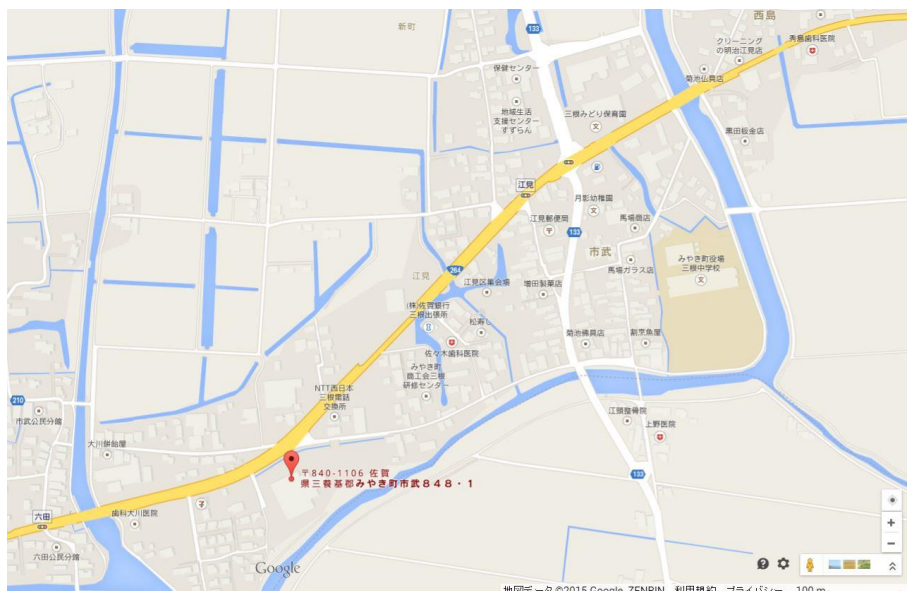 西島
新町
133
クリーニング
の明治江見店
秀島歯科医院
保健センター
菊池仏具店
地域生活
支援センター
すずらん
三根みどり保育園
文
黒田板金店
江見
月影幼稚園
文
江見郵便局
〒
馬場商店
133
市武
みやき町役場
三根中学校
文
馬場ガラス店
江見
264
江見区集会場
増田製菓店
(株)佐賀銀行
三根出張所
松寿し
菊池佛具店
割烹魚屋
佐々木歯科医院
みやき町
商工会三根
研修センター
NTT西日本
三根電話
交換所
210
市武公民分館
江頭整骨院
上野医院
大川餅飴屋
〒840-1106 佐賀
県三養基郡みやき町市武848・1
133
六田
歯科大川医院
六田公民分館
Google
地図データ ©2015 Google, ZENRIN 利用規約 プライバシー 100 m